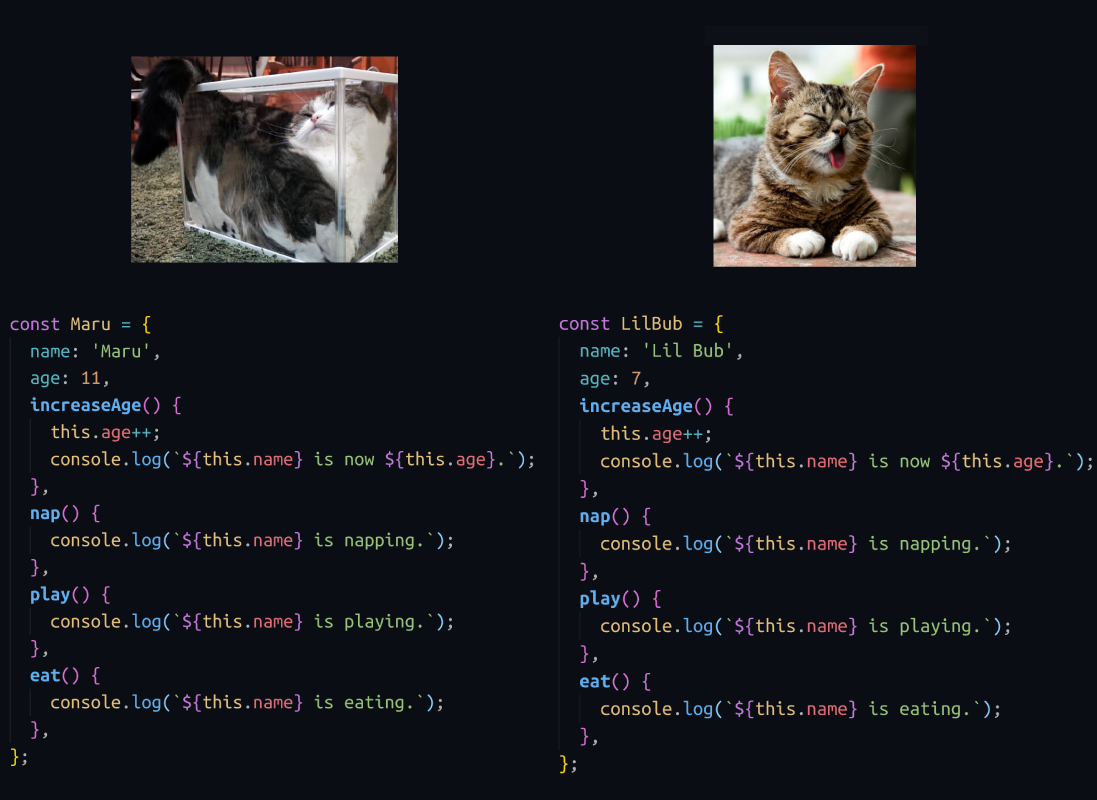 const Maru = {
  name: 'Maru',
  age: 11,
  increaseAge() {
    this.age++;
    console.log(`${this.name} is now ${this.age}.`);
  },
  nap() {
    console.log(`${this.name} is napping.`);
  },
  play() {
    console.log(`${this.name} is playing.`);
  },
  eat() {
    console.log(`${this.name} is eating.`);
  },
};
const LilBub = {
  name: 'Lil Bub',
  age: 7,
  increaseAge() {
    this.age++;
    console.log(`${this.name} is now ${this.age}.`);
  },
  nap() {
    console.log(`${this.name} is napping.`);
  },
  play() {
    console.log(`${this.name} is playing.`);
  },
  eat() {
    console.log(`${this.name} is eating.`);
  },
};